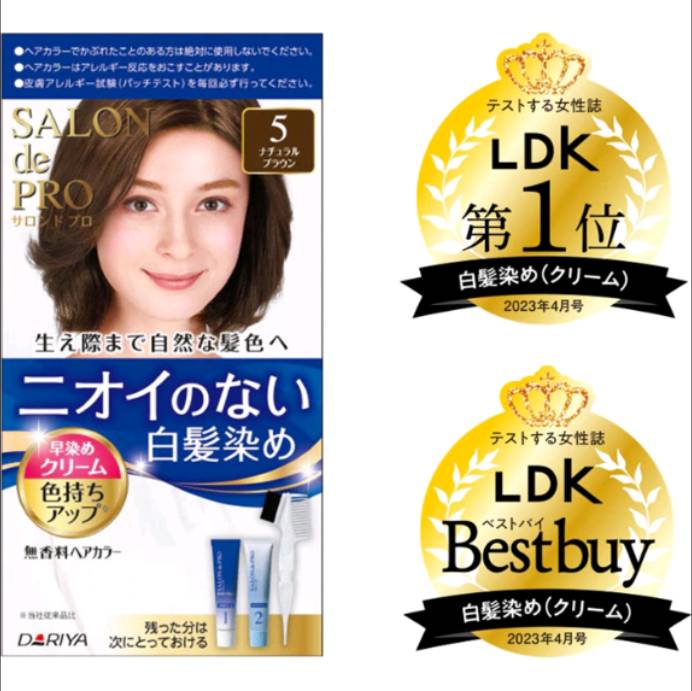 ●ヘアカラーでかぶれたことのある方は絶対に使用しないでください。
●ヘアカラーはアレルギー反応をおこすことがあります。
●皮膚アレルギー試験(パッチテスト)を毎回必ず行ってください。
SALON
de
PRO
サロンド プロ
5
ナチュラル
ブラウン
生え際まで自然な髪色へ
ニオイのない
白髪染め
早染め
クリーム
色持ち
アップ※
無香料ヘアカラー
※当社従来品比
DARIYA
残った分は
次にとっておける
SALON de PRO
1
SALON de PRO
2
テストする女性誌
LDK
第1位
白髪染め(クリーム)
2023年4月号
テストする女性誌
LDK
ベストバイ
Bestbuy
白髪染め(クリーム)
2023年4月号